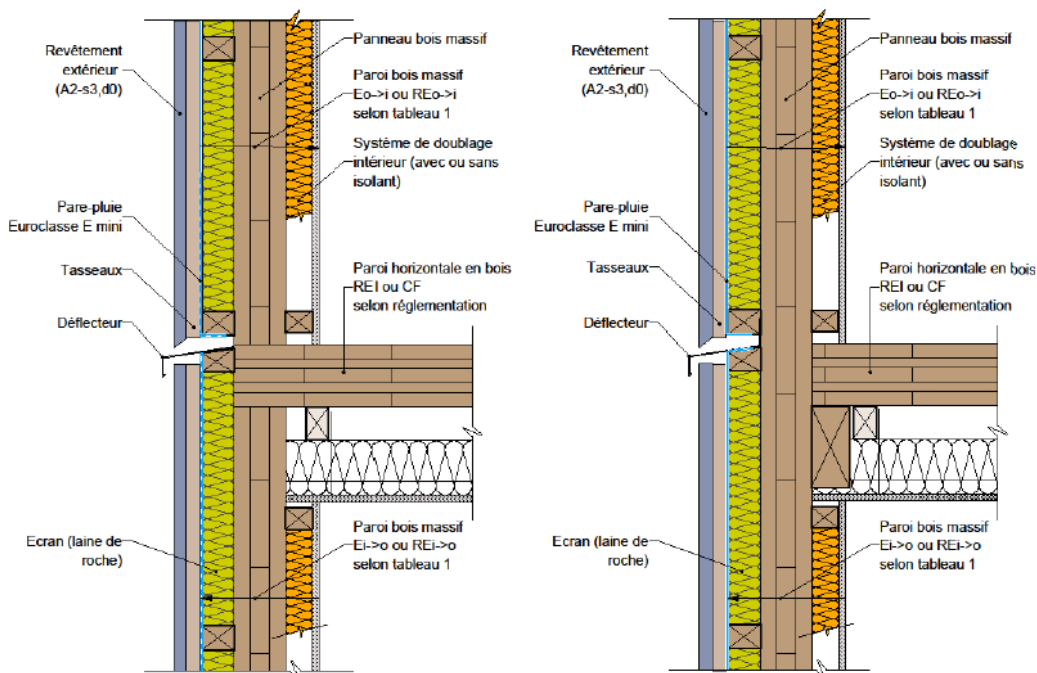 Revêtement
extérieur
(A2-s3,d0)
Pare-pluie
Euroclasse E mini
Tasseaux
Déflecteur
Ecran (laine de
roche)
Panneau bois massif
Paroi bois massif
Eo->i ou REo->i
selon tableau 1
Système de doublage
intérieur (avec ou sans
isolant)
Paroi horizontale en bois
REI ou CF
selon réglementation
Paroi bois massif
Ei->o ou REi->o
selon tableau 1
Revêtement
extérieur
(A2-s3,d0)
Pare-pluie
Euroclasse E mini
Tasseaux
Déflecteur
Ecran (laine de
roche)
Panneau bois massif
Paroi bois massif
Eo->i ou REo->i
selon tableau 1
Système de doublage
intérieur (avec ou sans
isolant)
Paroi horizontale en bois
REI ou CF
selon réglementation
Paroi bois massif
Ei->o ou REi->o
selon tableau 1